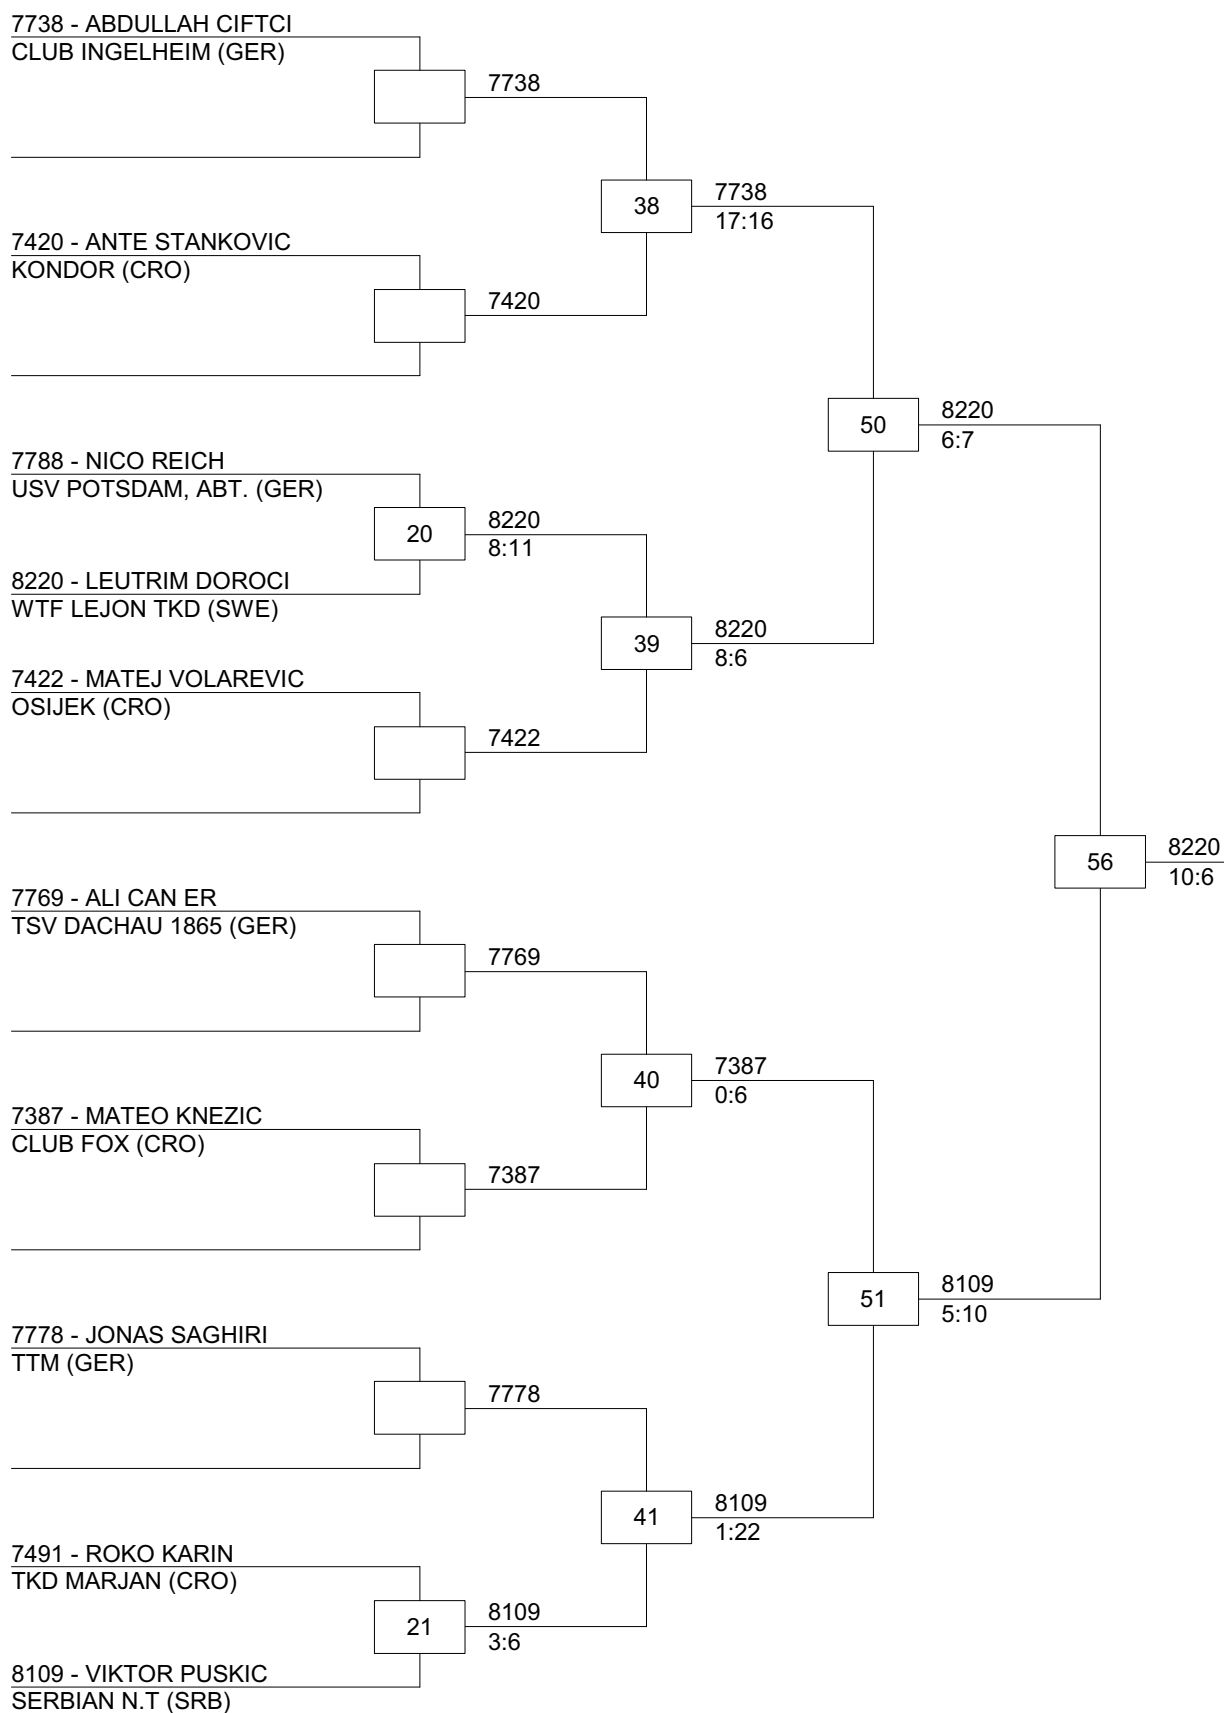 7738 - ABDULLAH CIFTCI
CLUB INGELHEIM (GER)
7738
38
7738
17:16
7420 - ANTE STANKOVIC
KONDOR (CRO)
7420
50
8220
6:7
7788 - NICO REICH
USV POTSDAM, ABT. (GER)
20
8220
8:11
8220 - LEUTRIM DOROCI
WTF LEJON TKD (SWE)
39
8220
8:6
7422 - MATEJ VOLAREVIC
OSIJEK (CRO)
7422
56
8220
10:6
7769 - ALI CAN ER
TSV DACHAU 1865 (GER)
7769
40
7387
0:6
7387 - MATEO KNEZIC
CLUB FOX (CRO)
7387
51
8109
5:10
7778 - JONAS SAGHIRI
TTM (GER)
7778
41
8109
1:22
7491 - ROKO KARIN
TKD MARJAN (CRO)
21
8109
3:6
8109 - VIKTOR PUSKIC
SERBIAN N.T (SRB)